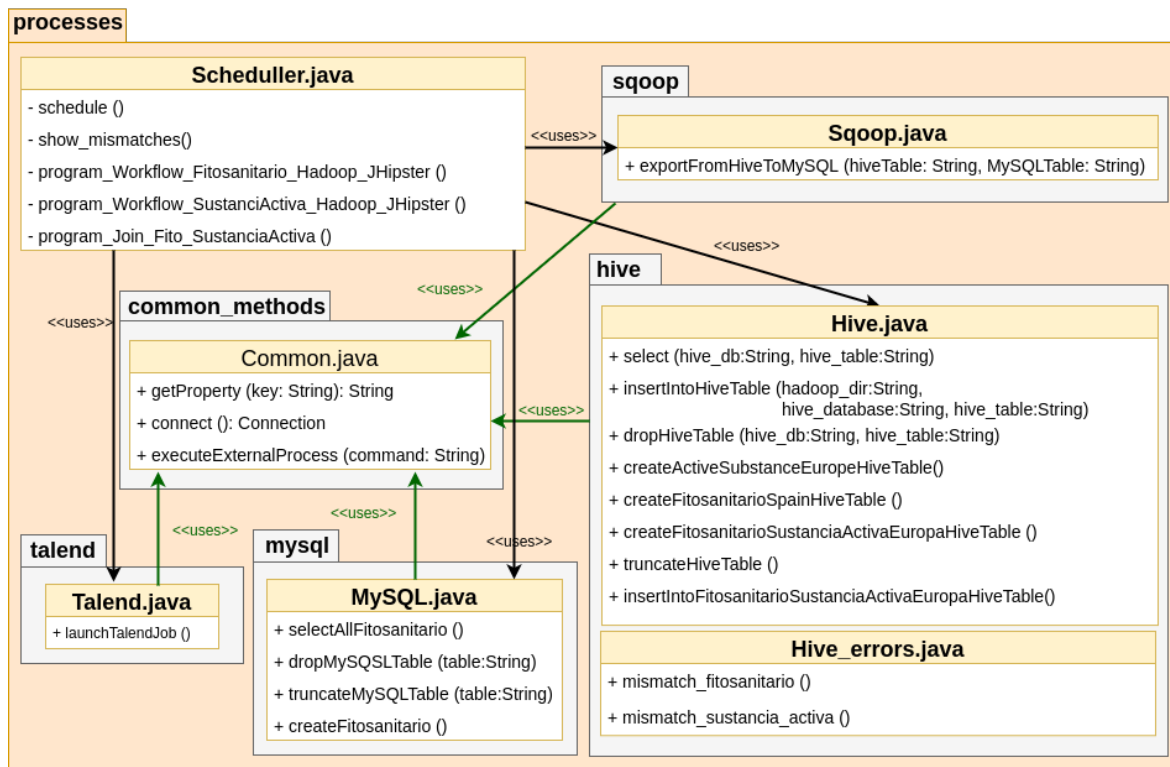 processes
Scheduller.java
- schedule ()
- show_mismatches()
- program_Workflow_Fitosanitario_Hadoop_JHipster ()
- program_Workflow_SustanciActiva_Hadoop_JHipster ()
- program_Join_Fito_SustanciaActiva ()
<<uses>>
sqoop
Sqoop.java
+ exportFromHiveToMySQL (hiveTable: String, MySQLTable: String)
<<uses>>
<<uses>>
<<uses>>
common_methods
Common.java
+ getProperty (key: String): String
+ connect (): Connection
+ executeExternalProcess (command: String)
<<uses>>
hive
Hive.java
+ select (hive_db:String, hive_table:String)
+ insertIntoHiveTable (hadoop_dir:String,
hive_database:String, hive_table:String)
+ dropHiveTable (hive_db:String, hive_table:String)
+ createActiveSubstanceEuropeHiveTable()
+ createFitosanitarioSpainHiveTable ()
+ createFitosanitarioSustanciaActivaEuropaHiveTable ()
+ truncateHiveTable ()
+ insertIntoFitosanitarioSustanciaActivaEuropaHiveTable()
Hive_errors.java
+ mismatch_fitosanitario ()
+ mismatch_sustancia_activa ()
<<uses>>
<<uses>>
<<uses>>
talend
Talend.java
+ launchTalendJob ()
mysql
MySQL.java
+ selectAllFitosanitario ()
+ dropMySQSLTable (table:String)
+ truncateMySQLTable (table:String)
+ createFitosanitario ()